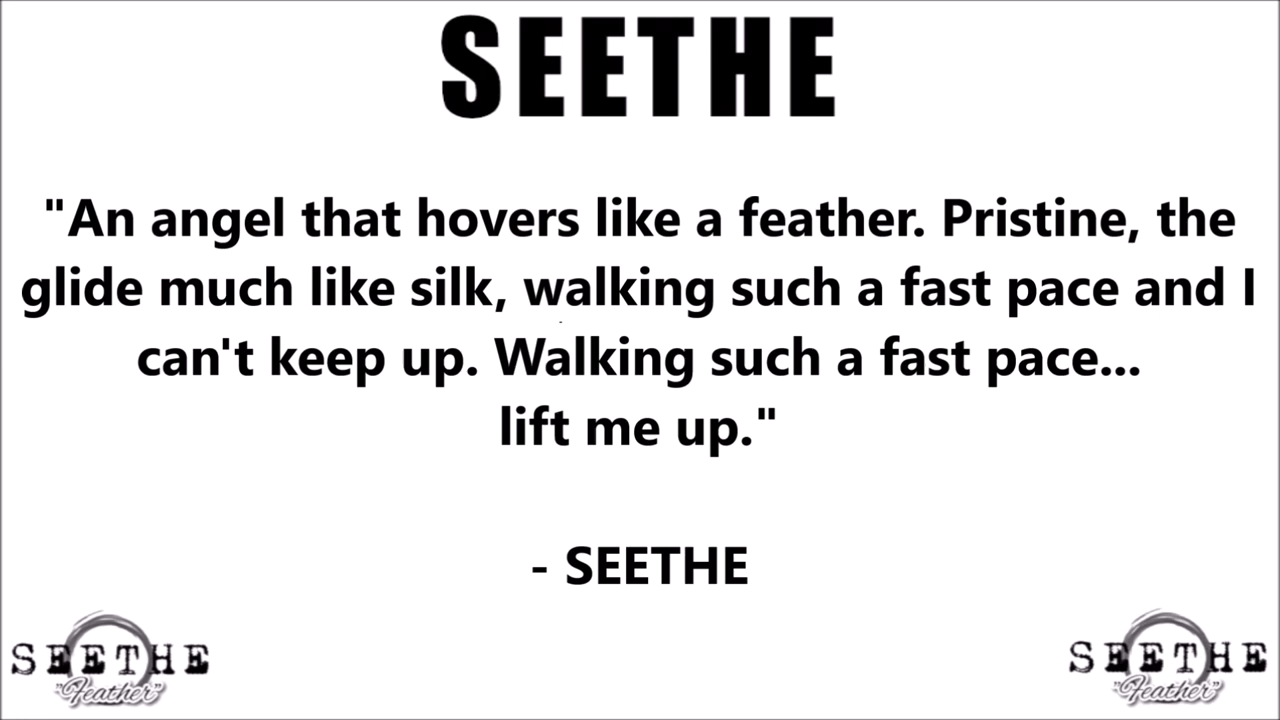 SEETHE
"An angel that hovers like a feather. Pristine, the
glide much like silk, walking such a fast pace and I
can't keep up. Walking such a fast pace...
lift me up."
- SEETHE
SEETHE
"Feather"
SEETHE
"Feather"